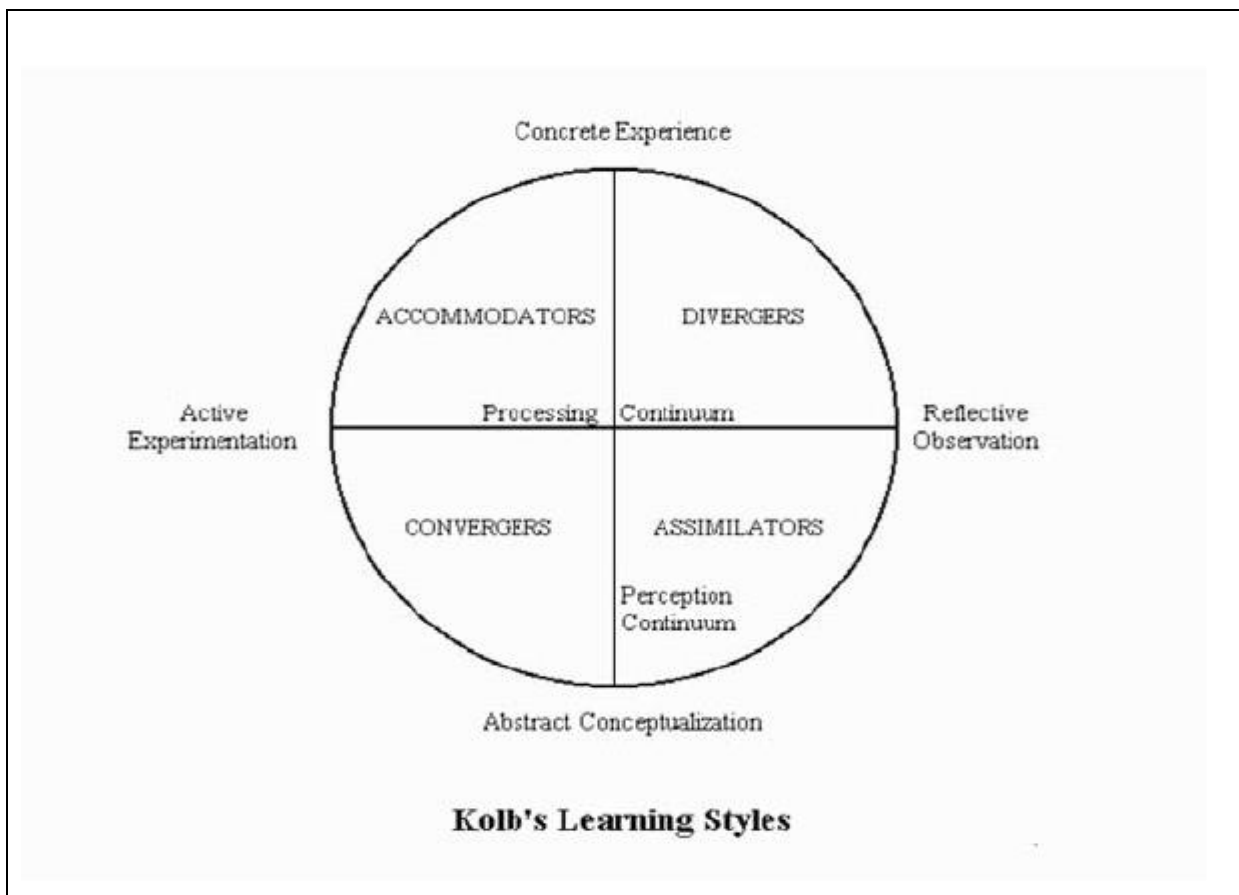 Concrete Experience
ACCOMMODATORS
DIVERGERS
Active
Experimentation
Processing
Continuum
Reflective
Observation
CONVERGERS
ASSIMILATORS
Perception
Continuum
Abstract Conceptualization
Kolb's Learning Styles